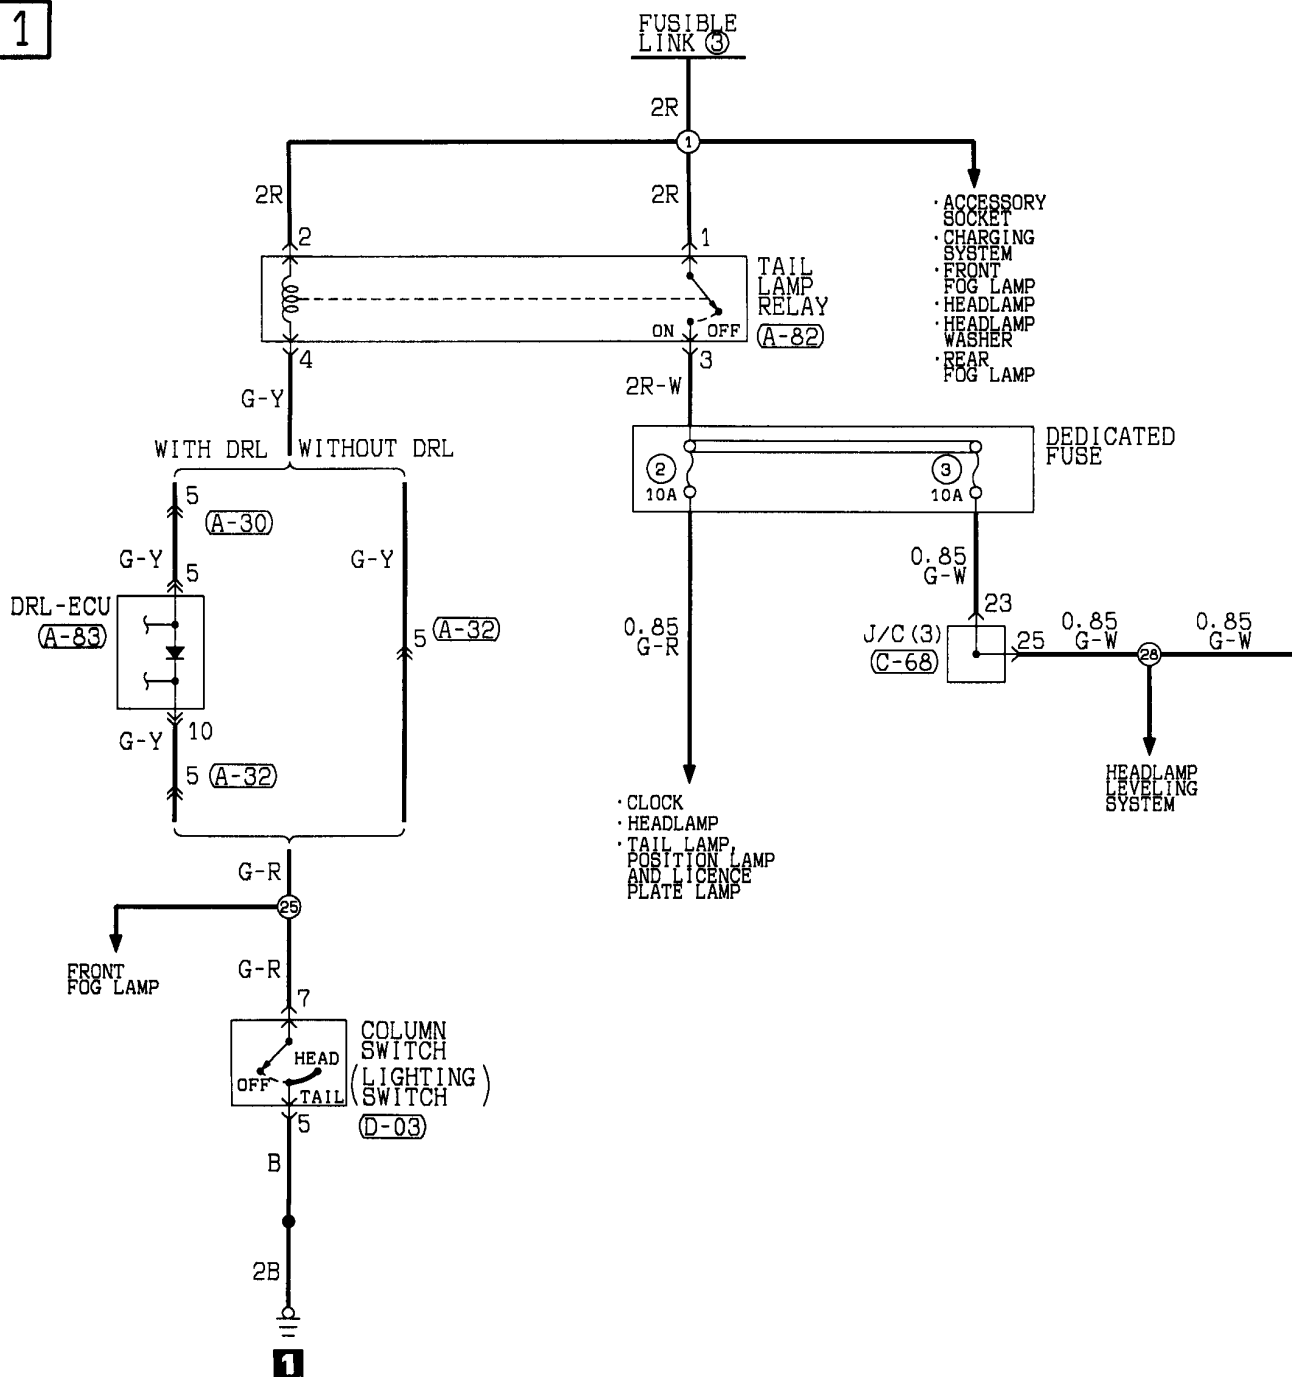 1
FUSIBLE
LINK ③
2R
①
2R
2R
2
1
· ACCESSORY
SOCKET
· CHARGING
SYSTEM
· FRONT
FOG LAMP
· HEADLAMP
· HEADLAMP
WASHER
· REAR
FOG LAMP
TAIL
LAMP
RELAY
A-82
ON OFF
4
3
G-Y
2R-W
WITH DRL
WITHOUT DRL
DEDICATED
FUSE
②
10A
③
10A
5
A-30
G-Y
G-Y
5
DRL-ECU
A-83
5
A-32
10
G-Y
5
A-32
0.85
G-W
23
0.85
G-R
J/C(3)
C-68
25
0.85
G-W
㉘
0.85
G-W
HEADLAMP
LEVELING
SYSTEM
· CLOCK
· HEADLAMP
· TAIL LAMP,
POSITION LAMP
AND LICENCE
PLATE LAMP
G-R
㉕
FRONT
FOG LAMP
G-R
7
COLUMN
SWITCH
(LIGHTING
SWITCH)
D-03
HEAD
OFF
TAIL
5
B
2B
1